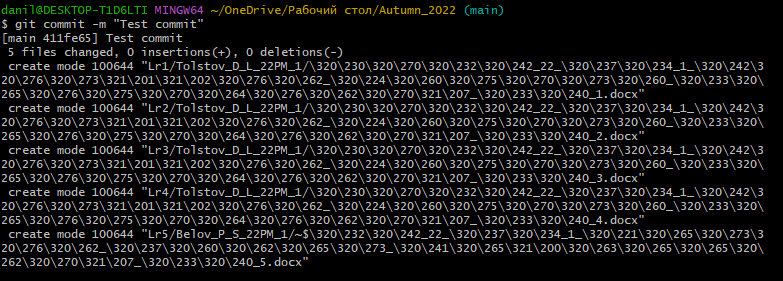 danil@DESKTOP-T1D6LTI MINGW64 ~/OneDrive/Рабочий стол/Autumn_2022 (main)
$ git commit -m "Test commit"
[main 411fe65] Test commit
 5 files changed, 0 insertions(+), 0 deletions(-)
 create mode 100644 "Lr1/Tolstov_D_L_22PM_1/\320\230\320\270\320\232\320\242_22_\320\237\320\234_1_\320\242\3
20\276\320\273\321\201\321\202\320\276\320\262_\320\224\320\260\320\275\320\270\320\273\320\260_\320\233\320\
265\320\276\320\275\320\270\320\264\320\276\320\262\320\270\321\207_\320\233\320\240_1.docx"
 create mode 100644 "Lr2/Tolstov_D_L_22PM_1/\320\230\320\270\320\232\320\242_22_\320\237\320\234_1_\320\242\3
20\276\320\273\321\201\321\202\320\276\320\262_\320\224\320\260\320\275\320\270\320\273\320\260_\320\233\320\
265\320\276\320\275\320\270\320\264\320\276\320\262\320\270\321\207_\320\233\320\240_2.docx"
 create mode 100644 "Lr3/Tolstov_D_L_22PM_1/\320\230\320\270\320\232\320\242_22_\320\237\320\234_1_\320\242\3
20\276\320\273\321\201\321\202\320\276\320\262_\320\224\320\260\320\275\320\270\320\273\320\260_\320\233\320\
265\320\276\320\275\320\270\320\264\320\276\320\262\320\270\321\207_\320\233\320\240_3.docx"
 create mode 100644 "Lr4/Tolstov_D_L_22PM_1/\320\230\320\270\320\232\320\242_22_\320\237\320\234_1_\320\242\3
20\276\320\273\321\201\321\202\320\276\320\262_\320\224\320\260\320\275\320\270\320\273\320\260_\320\233\320\
265\320\276\320\275\320\270\320\264\320\276\320\262\320\270\321\207_\320\233\320\240_4.docx"
 create mode 100644 "Lr5/Belov_P_S_22PM_1/~$\320\232\320\242_22_\320\237\320\234_1_\320\221\320\265\320\273\3
20\276\320\262_\320\237\320\260\320\262\320\265\320\273_\320\241\320\265\321\200\320\263\320\265\320\265\320\
262\320\270\321\207_\320\233\320\240_5.docx"